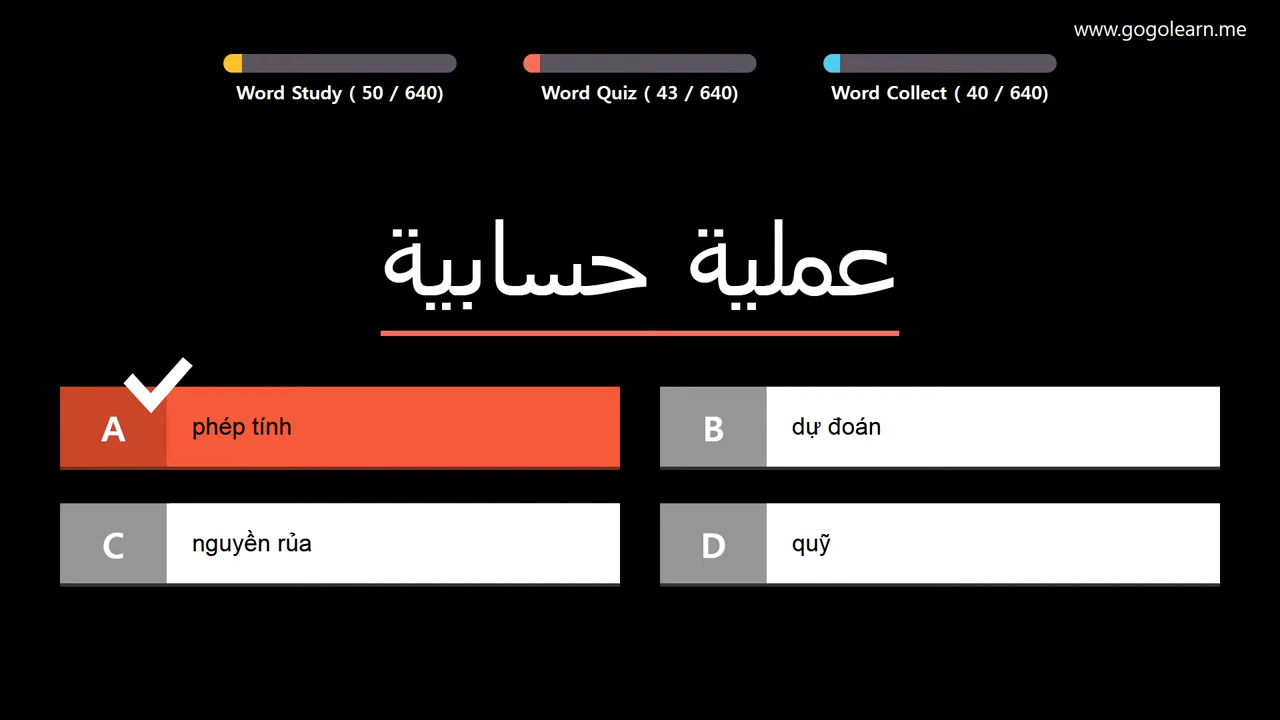 www.gogolearn.me
Word Study ( 50 / 640)
Word Quiz ( 43 / 640)
Word Collect ( 40 / 640)
عملية حسابية
A
phép tính
B
dự đoán
C
nguyền rủa
D
quỹ